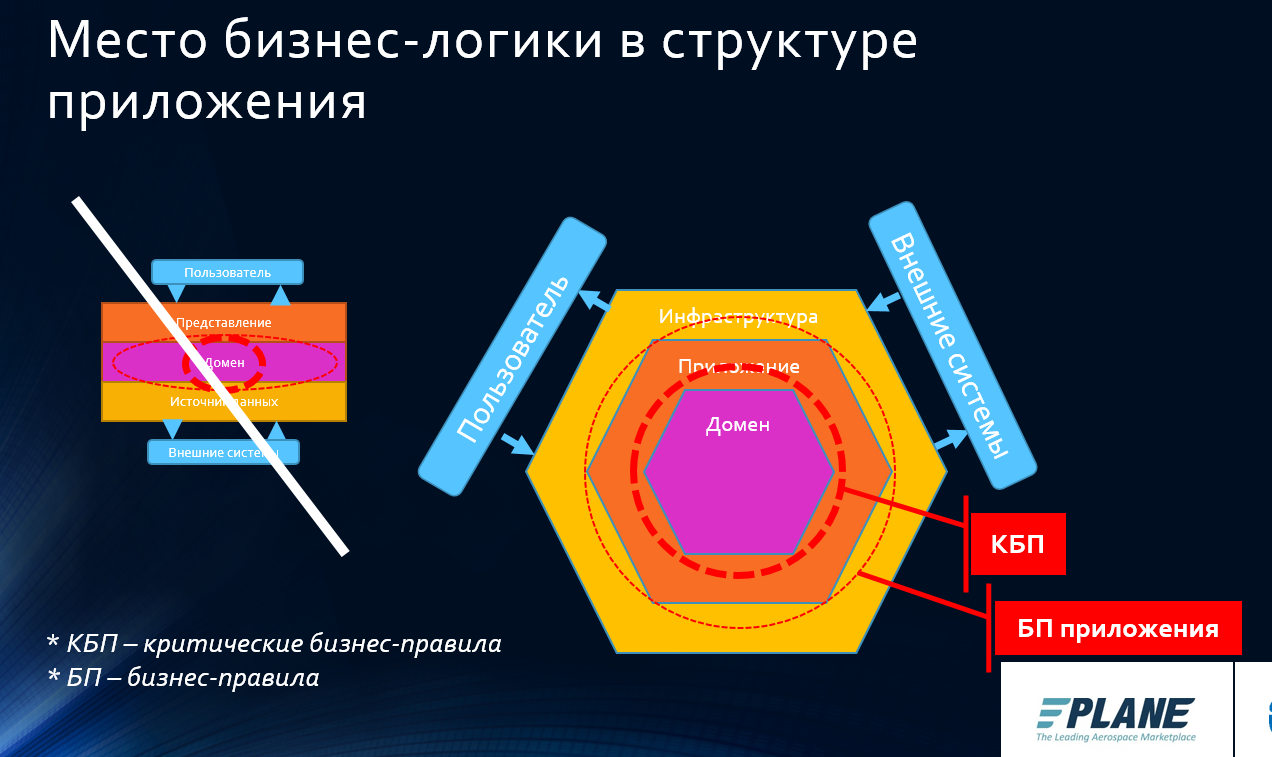 Место бизнес-логики в структуре
приложения
Пользователь
Представление
Домен
Источник данных
Внешние системы
Пользователь
Внешние системы
Инфраструктура
Приложение
Домен
КБП
БП приложения
* КБП – критические бизнес-правила
* БП – бизнес-правила
EPLANE
The Leading Aerospace Marketplace